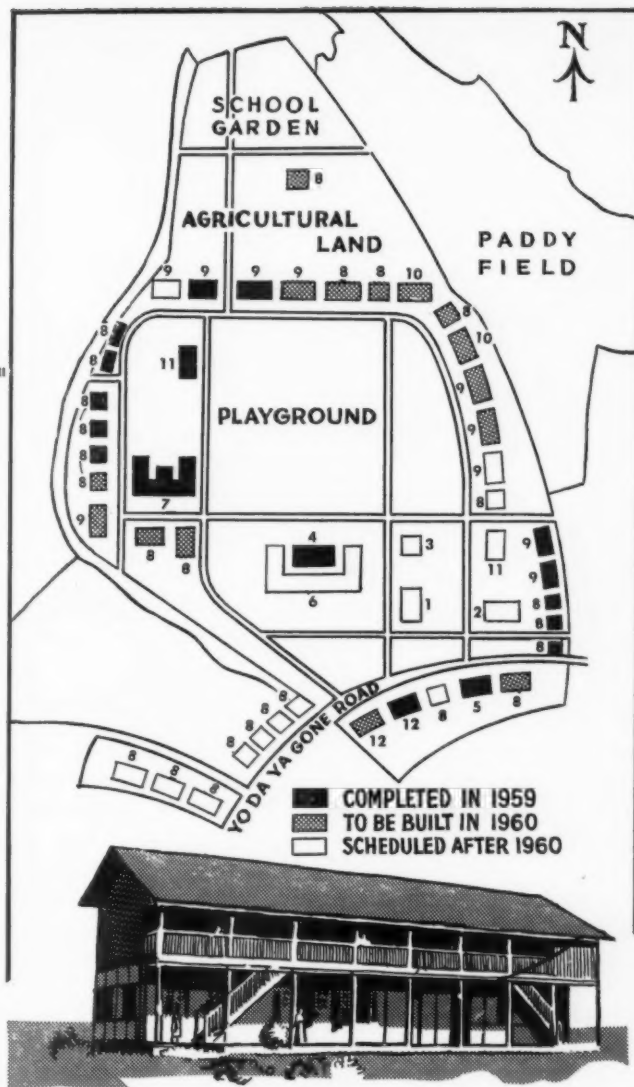 N
SCHOOL
GARDEN
8
AGRICULTURAL
LAND
PADDY
FIELD
9 9 9 9 8 8 10
8
10
9
9
9
8
8
8
8
8
8
8
9
11
PLAYGROUND
7
8 8
4
6
3
1
11
2
9
9
8
8
8
8
8
8
8
8
8
8
YO DA YA GONE ROAD
12 12 8 5 8
COMPLETED IN 1959
TO BE BUILT IN 1960
SCHEDULED AFTER 1960